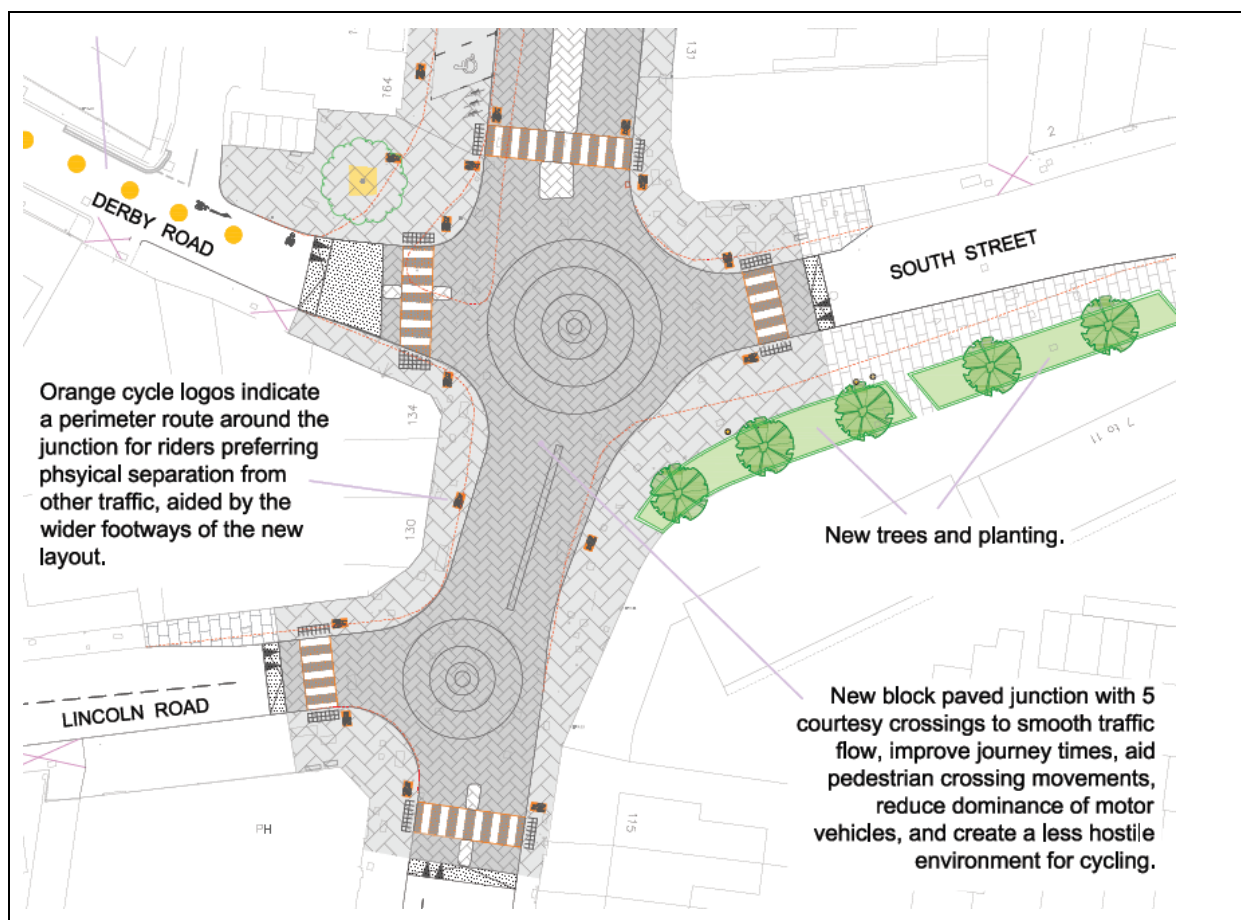 131
164
2
DERBY ROAD
SOUTH STREET
Orange cycle logos indicate
a perimeter route around the
junction for riders preferring
phsyical separation from
other traffic, aided by the
wider footways of the new
layout.
134
7 to 11
130
New trees and planting.
LINCOLN ROAD
New block paved junction with 5
courtesy crossings to smooth traffic
flow, improve journey times, aid
pedestrian crossing movements,
reduce dominance of motor
vehicles, and create a less hostile
environment for cycling.
PH
115